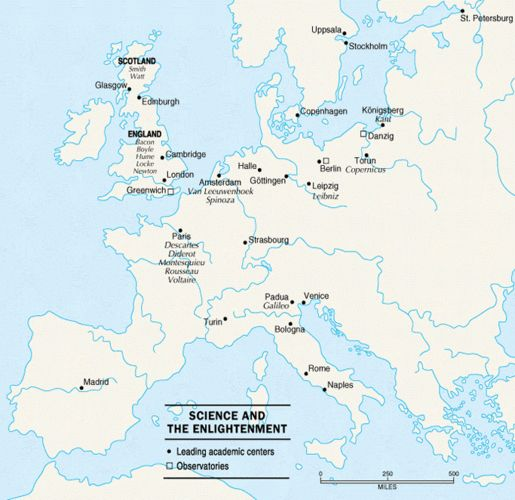 Uppsala
St. Petersburg
Stockholm
SCOTLAND
Smith
Watt
Glasgow
Edinburgh
Copenhagen
Königsberg
Kant
Danzig
ENGLAND
Bacon
Boyle
Hume
Locke
Newton
Cambridge
London
Greenwich
Halle
Göttingen
Berlin
Torun
Copernicus
Amsterdam
Van Leeuwenhoek
Spinoza
Leipzig
Leibniz
Paris
Descartes
Diderot
Montesquieu
Rousseau
Voltaire
Strasbourg
Padua
Galileo
Venice
Turin
Bologna
Madrid
Rome
Naples
SCIENCE AND
THE ENLIGHTENMENT
Leading academic centers
Observatories
0 250 500
MILES